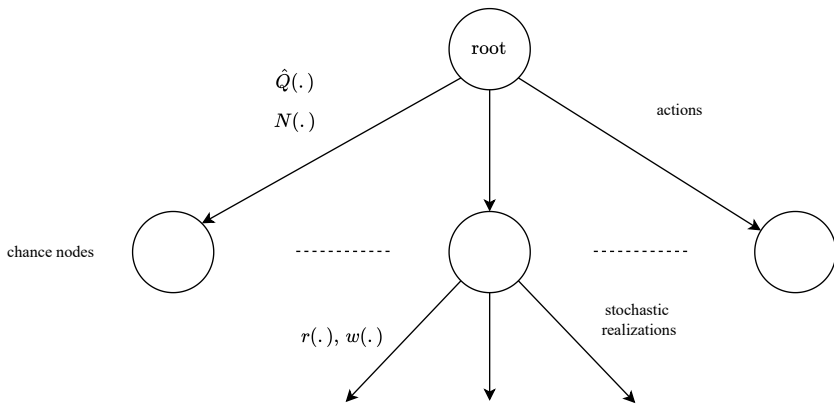 root
Q̂(.)
N(.)
actions
chance nodes
stochastic
realizations
r(.), w(.)